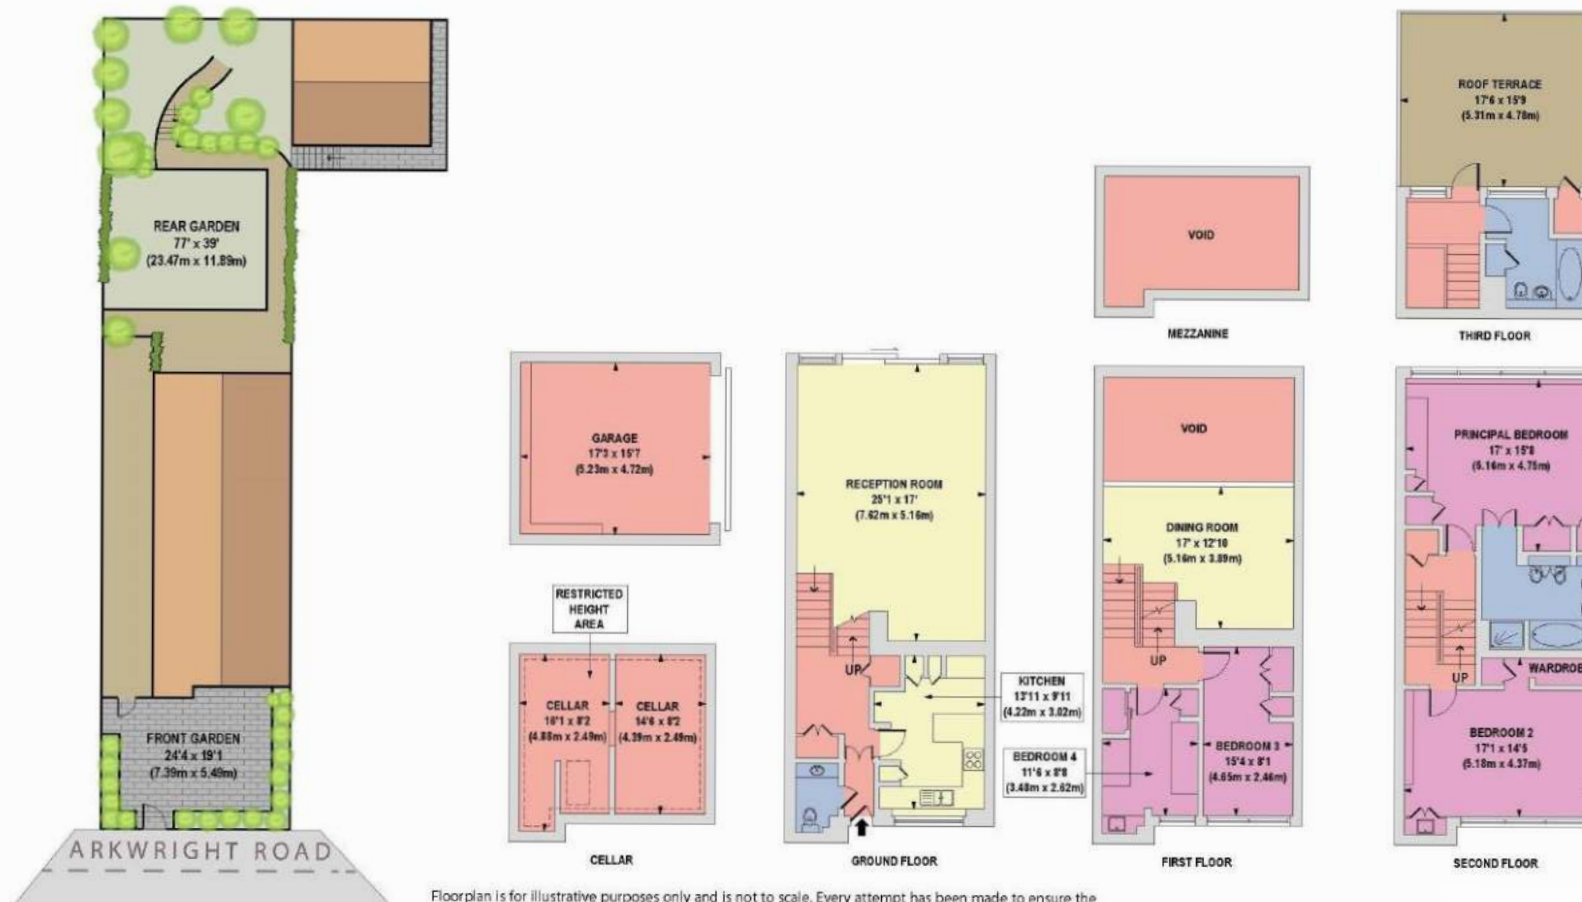 REAR GARDEN
77' x 39'
(23.47m x 11.89m)
FRONT GARDEN
24'4 x 19'1
(7.39m x 5.49m)
ARKWRIGHT ROAD
GARAGE
17'3 x 15'7
(5.23m x 4.72m)
RESTRICTED
HEIGHT
AREA
CELLAR
16'1 x 8'2
(4.88m x 2.49m)
CELLAR
14'6 x 8'2
(4.39m x 2.49m)
CELLAR
RECEPTION ROOM
25'1 x 17'
(7.62m x 5.16m)
UP
KITCHEN
13'11 x 9'11
(4.22m x 3.02m)
GROUND FLOOR
VOID
MEZZANINE
VOID
DINING ROOM
17' x 12'10
(5.16m x 3.89m)
UP
BEDROOM 4
11'6 x 8'8
(3.48m x 2.62m)
BEDROOM 3
15'4 x 8'1
(4.65m x 2.46m)
FIRST FLOOR
ROOF TERRACE
17'6 x 15'9
(5.31m x 4.78m)
THIRD FLOOR
PRINCIPAL BEDROOM
17' x 15'8
(5.16m x 4.75m)
UP
WARDROB
BEDROOM 2
17'1 x 14'5
(5.18m x 4.37m)
SECOND FLOOR
Floorplan is for illustrative purposes only and is not to scale. Every attempt has been made to ensure the